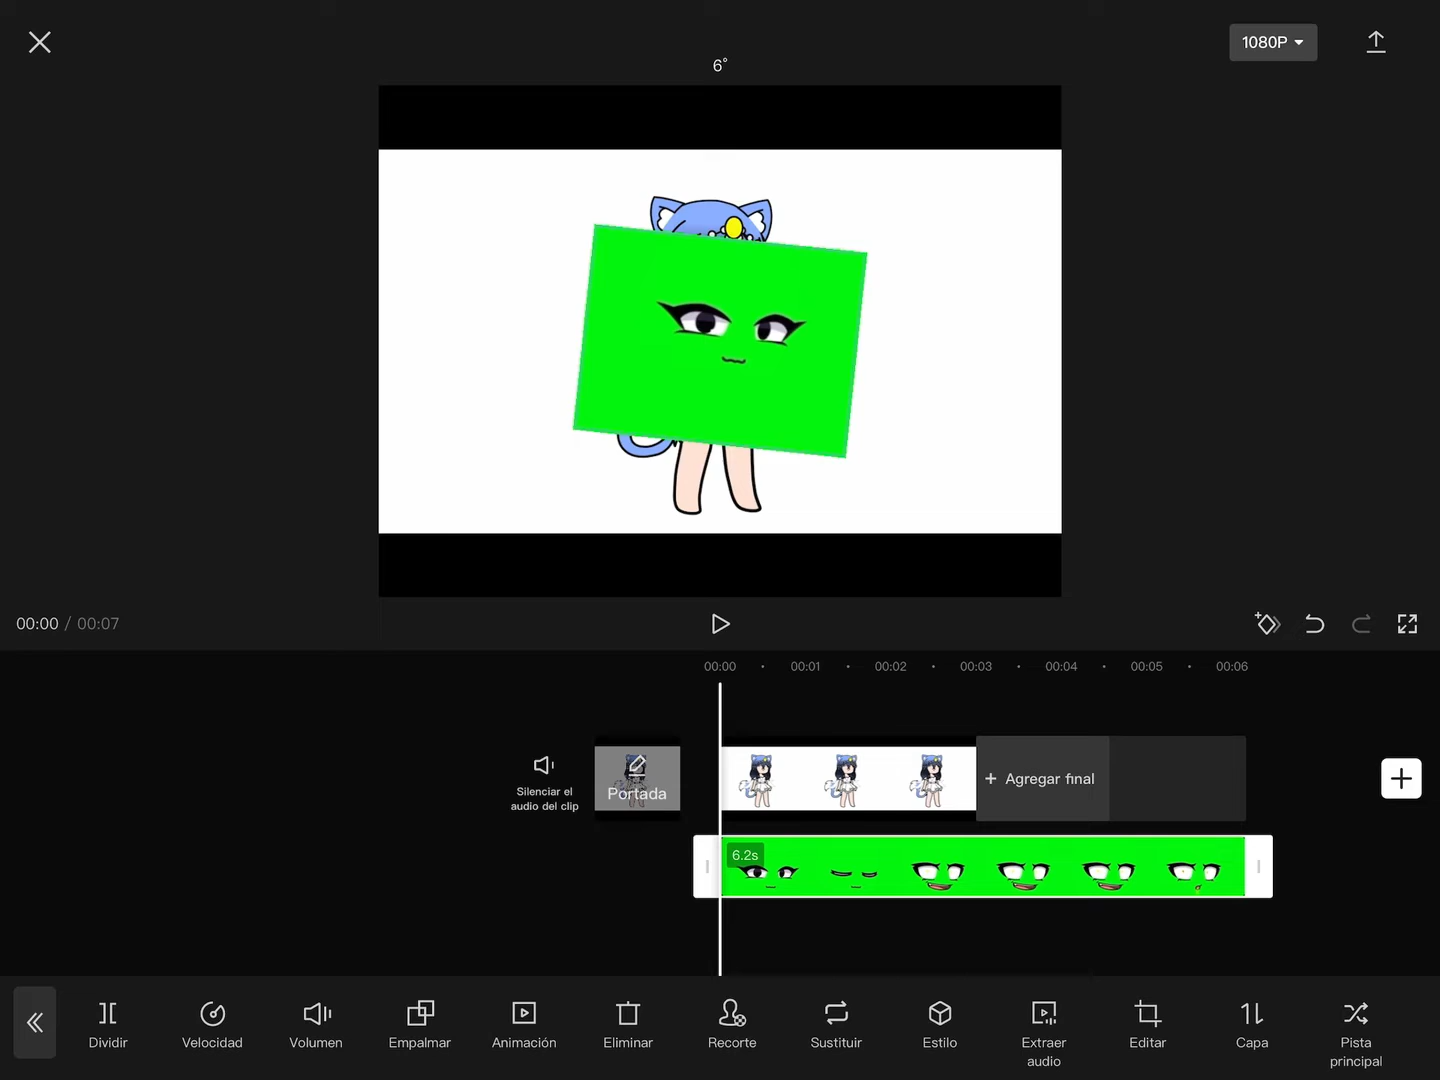 1080P
6°
00:00 / 00:07
00:00
00:01
00:02
00:03
00:04
00:05
00:06
Silenciar el
audio del clip
Portada
+ Agregar final
6.2s
Dividir
Velocidad
Volumen
Empalmar
Animación
Eliminar
Recorte
Sustituir
Estilo
Extraer
audio
Editar
Capa
Pista
principal